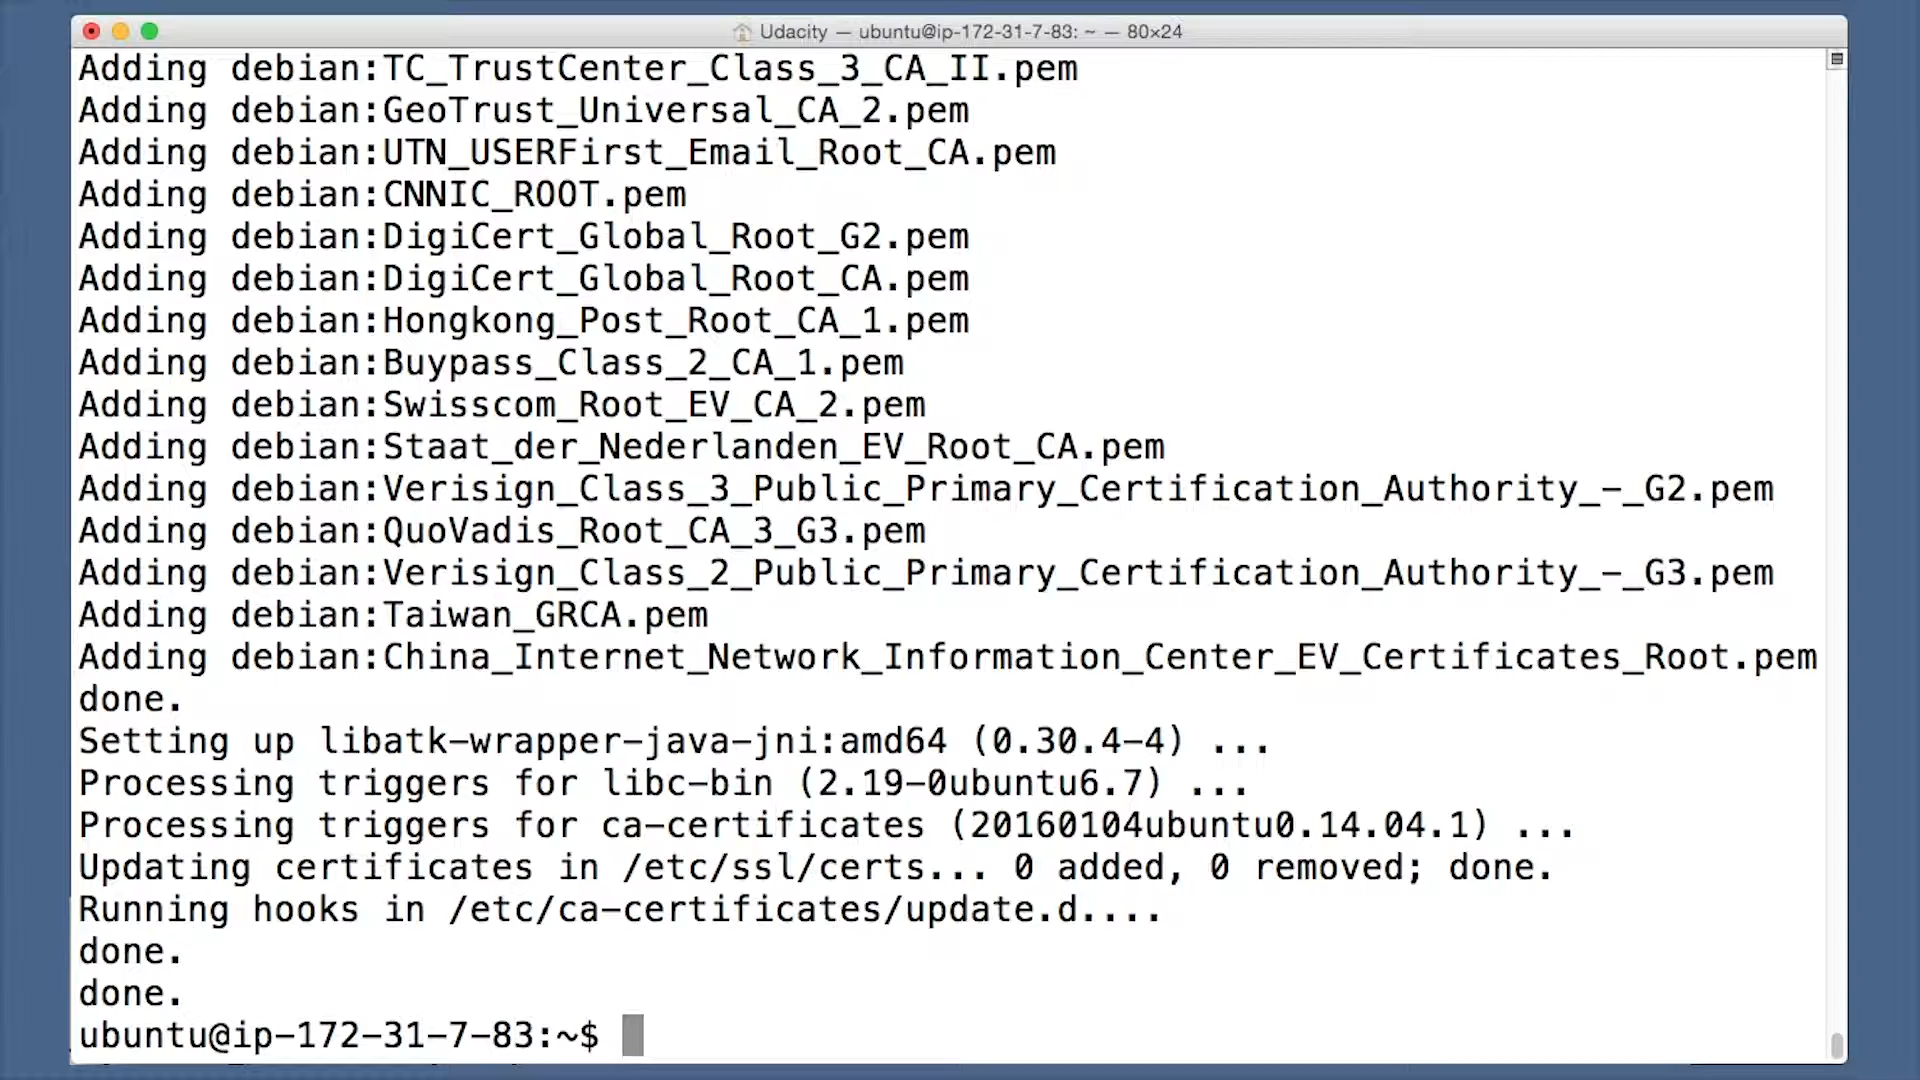 Udacity — ubuntu@ip-172-31-7-83: ~ — 80×24
Adding debian:TC_TrustCenter_Class_3_CA_II.pem
Adding debian:GeoTrust_Universal_CA_2.pem
Adding debian:UTN_USERFirst_Email_Root_CA.pem
Adding debian:CNNIC_ROOT.pem
Adding debian:DigiCert_Global_Root_G2.pem
Adding debian:DigiCert_Global_Root_CA.pem
Adding debian:Hongkong_Post_Root_CA_1.pem
Adding debian:Buypass_Class_2_CA_1.pem
Adding debian:Swisscom_Root_EV_CA_2.pem
Adding debian:Staat_der_Nederlanden_EV_Root_CA.pem
Adding debian:Verisign_Class_3_Public_Primary_Certification_Authority_-_G2.pem
Adding debian:QuoVadis_Root_CA_3_G3.pem
Adding debian:Verisign_Class_2_Public_Primary_Certification_Authority_-_G3.pem
Adding debian:Taiwan_GRCA.pem
Adding debian:China_Internet_Network_Information_Center_EV_Certificates_Root.pem
done.
Setting up libatk-wrapper-java-jni:amd64 (0.30.4-4) ...
Processing triggers for libc-bin (2.19-0ubuntu6.7) ...
Processing triggers for ca-certificates (20160104ubuntu0.14.04.1) ...
Updating certificates in /etc/ssl/certs... 0 added, 0 removed; done.
Running hooks in /etc/ca-certificates/update.d....
done.
done.
ubuntu@ip-172-31-7-83:~$